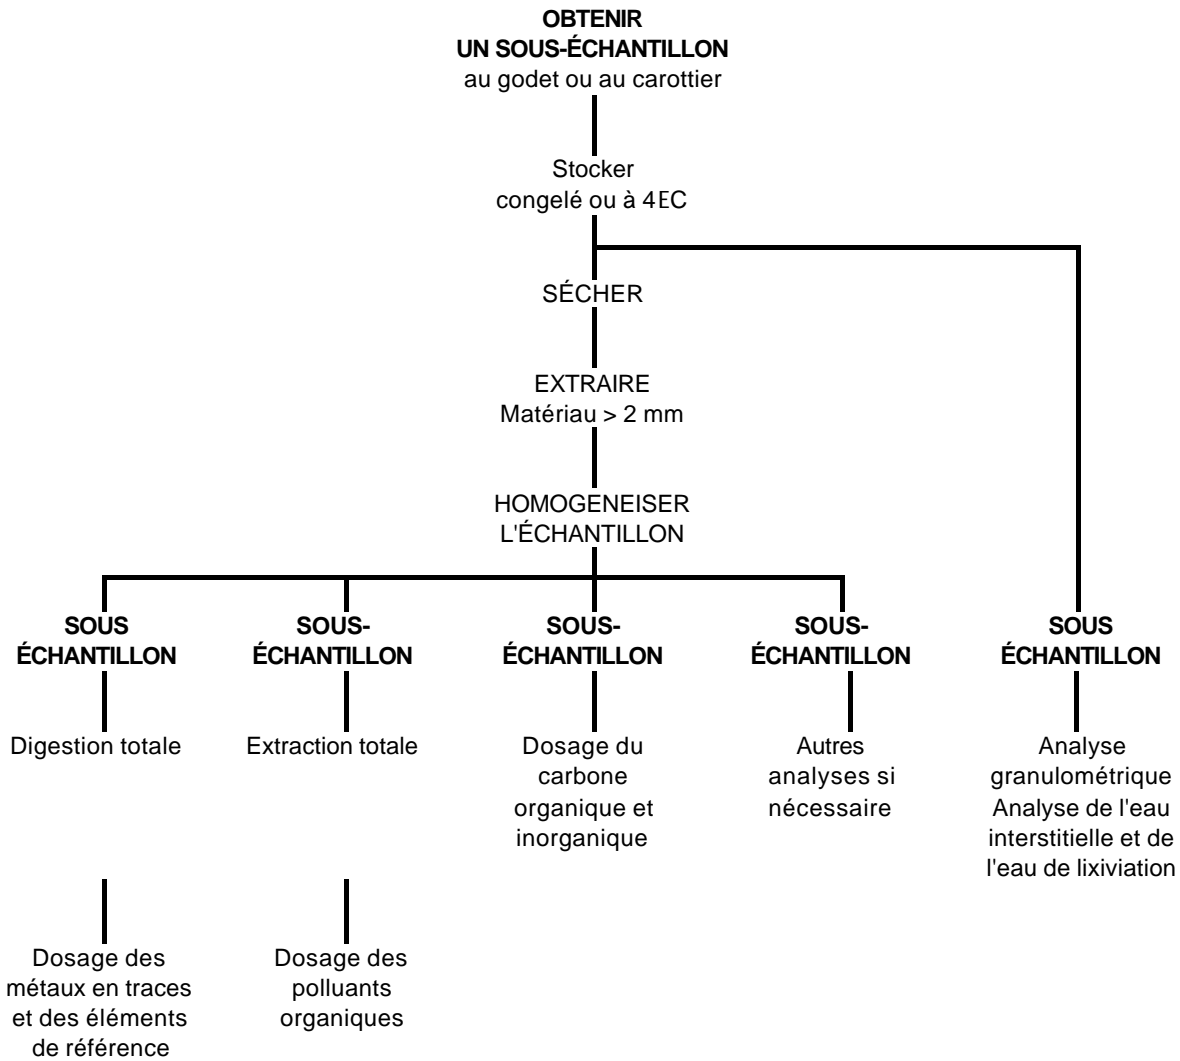 OBTENIR
UN SOUS-ÉCHANTILLON
au godet ou au carottier
Stocker
congelé ou à 4EC
SÉCHER
EXTRAIRE
Matériau > 2 mm
HOMOGENEISER
L'ÉCHANTILLON
SOUS
ÉCHANTILLON
SOUS-
ÉCHANTILLON
SOUS-
ÉCHANTILLON
SOUS-
ÉCHANTILLON
SOUS
ÉCHANTILLON
Digestion totale
Extraction totale
Dosage du
carbone
organique et
inorganique
Autres
analyses si
nécessaire
Analyse
granulométrique
Analyse de l'eau
interstitielle et de
l'eau de lixiviation
Dosage des
métaux en traces
et des éléments
de référence
Dosage des
polluants
organiques